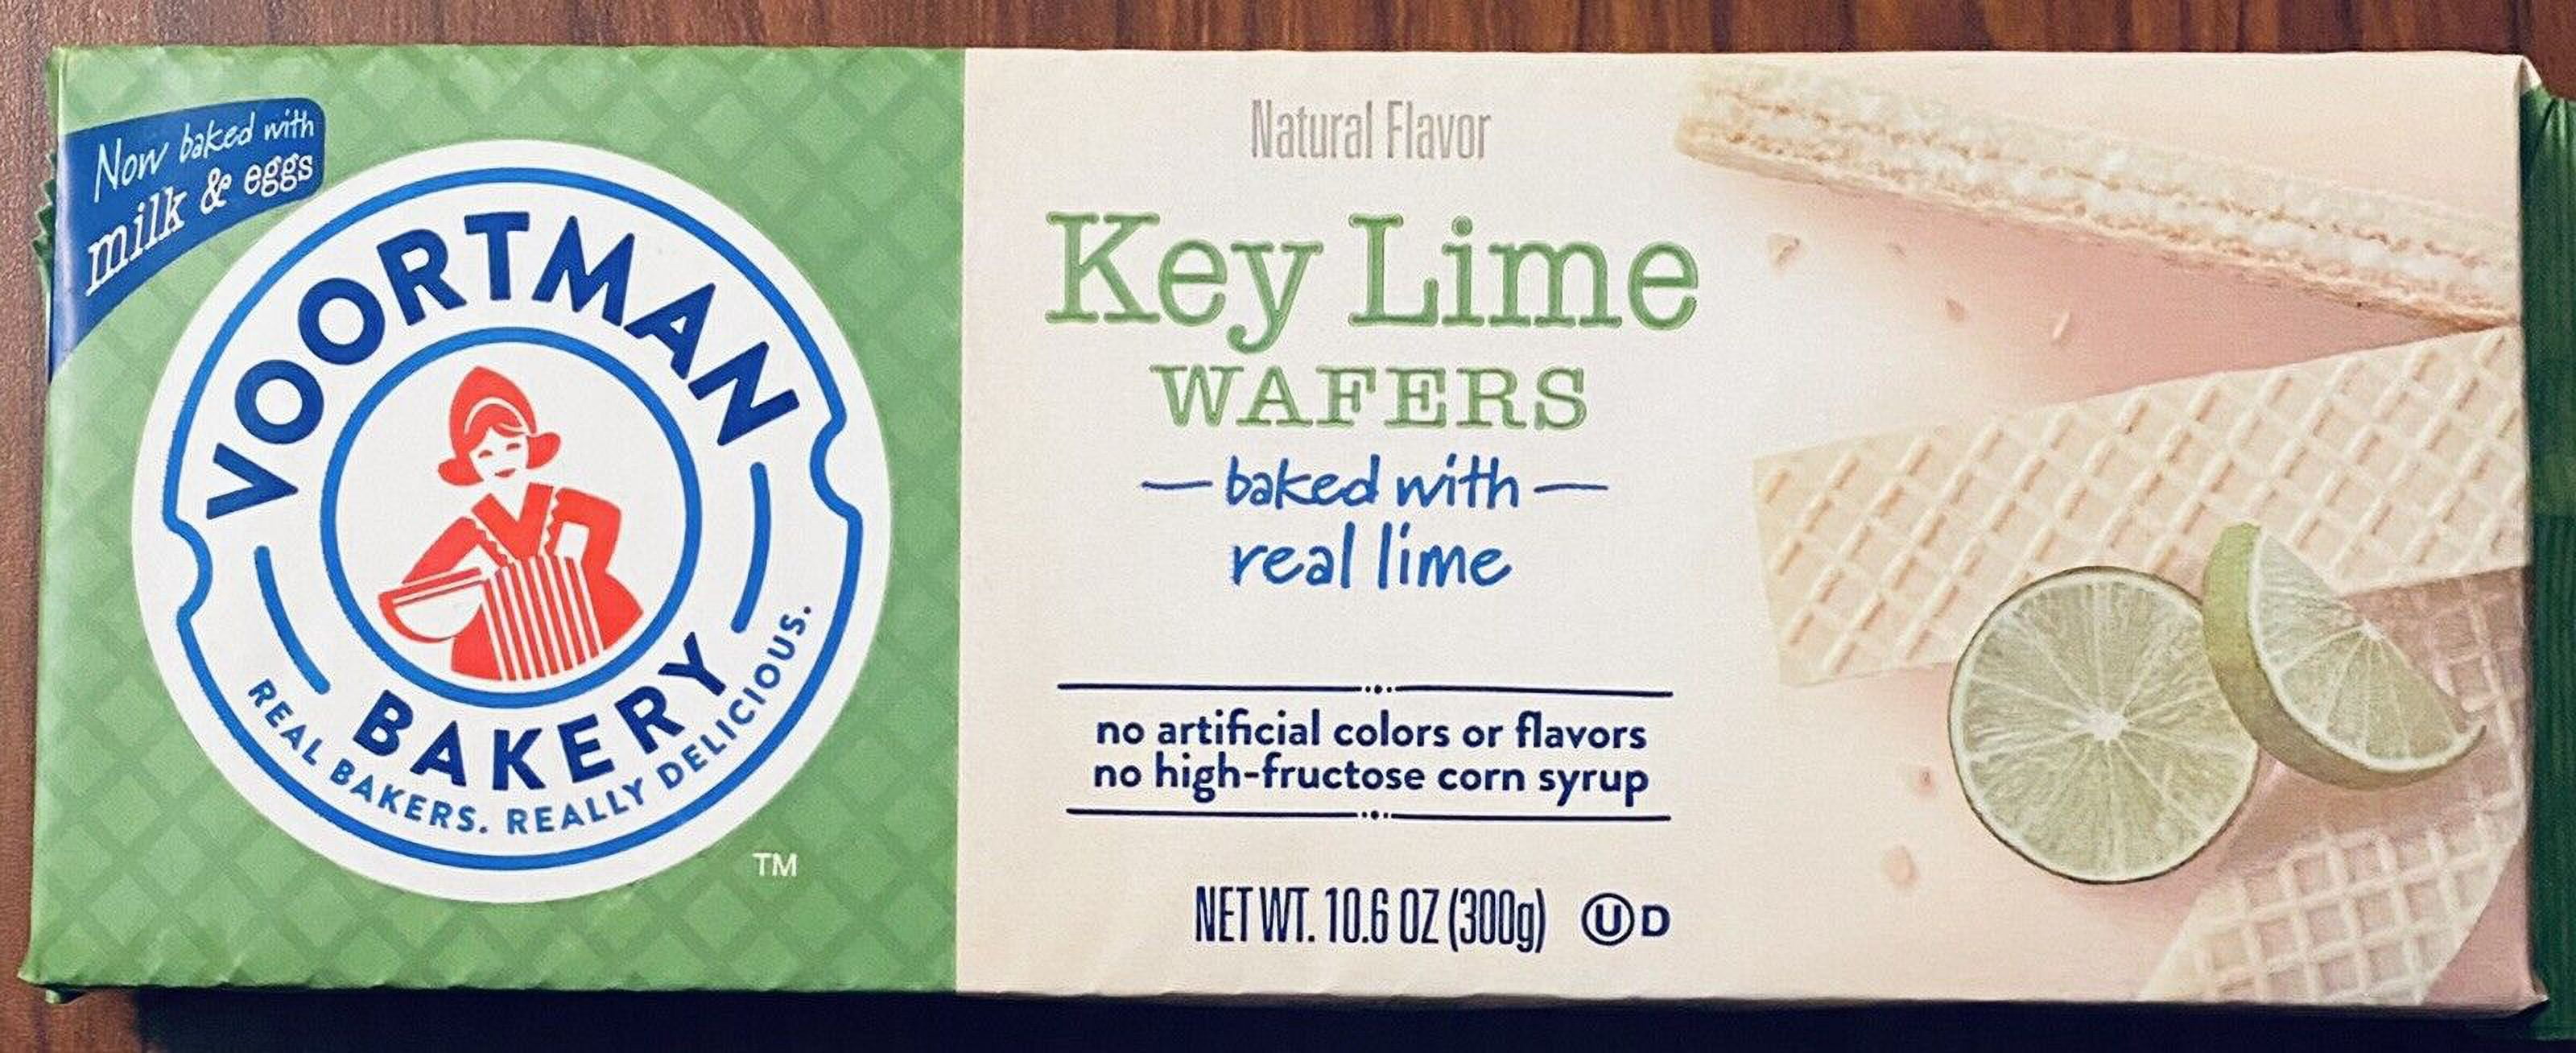 Now baked with
milk & eggs
VOORTMAN
BAKERY
REAL BAKERS. REALLY DELICIOUS.
TM
Natural Flavor
Key Lime
WAFERS
baked with
real lime
no artificial colors or flavors
no high-fructose corn syrup
NET WT. 10.6 OZ (300g) Ⓤ D